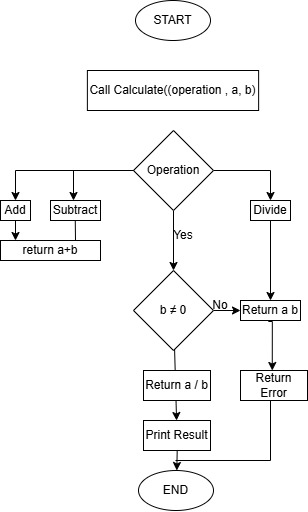 START
Call Calculate((operation , a, b)
Operation
Add
Subtract
Divide
Yes
return a+b
b ≠ 0
No
Return a b
Return a / b
Return
Error
Print Result
END